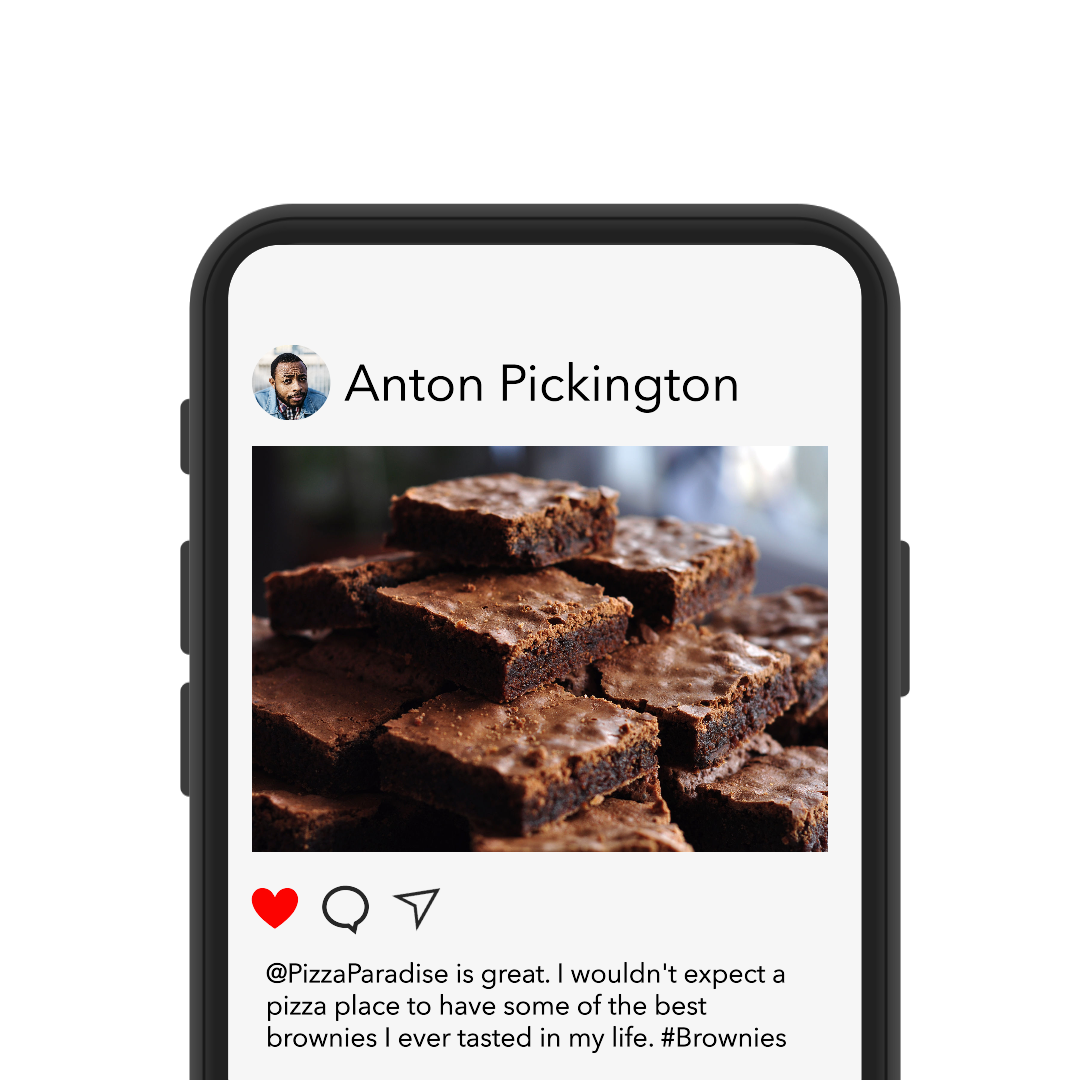 Anton Pickington
@PizzaParadise is great. I wouldn't expect a
pizza place to have some of the best
brownies I ever tasted in my life. #Brownies